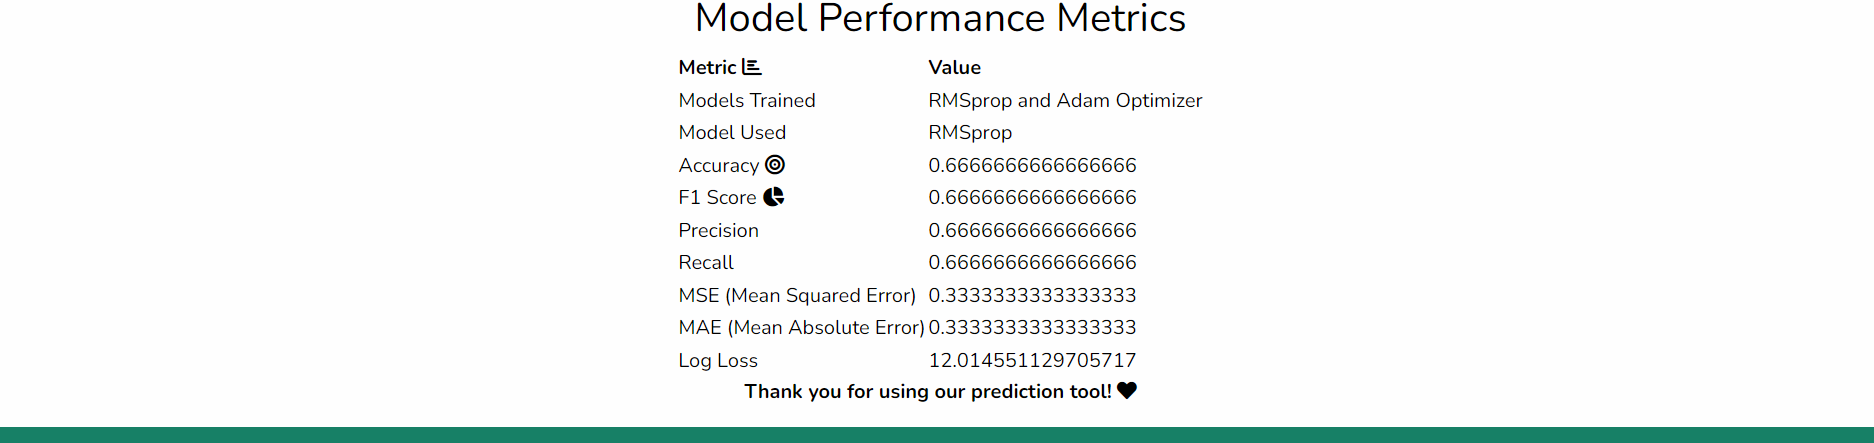 Model Performance Metrics
Metric Value
Models Trained RMSprop and Adam Optimizer
Model Used RMSprop
Accuracy 0.6666666666666666
F1 Score 0.6666666666666666
Precision 0.6666666666666666
Recall 0.6666666666666666
MSE (Mean Squared Error) 0.3333333333333333
MAE (Mean Absolute Error) 0.3333333333333333
Log Loss 12.014551129705717
Thank you for using our prediction tool!